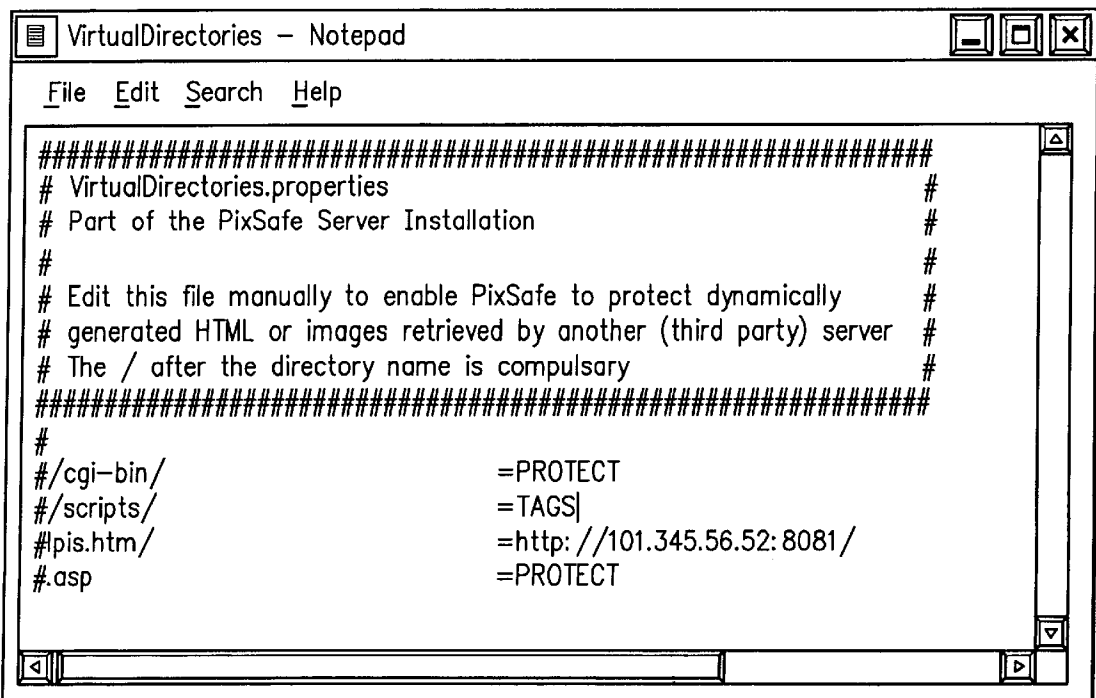 VirtualDirectories – Notepad
File Edit Search Help
################################################################
# VirtualDirectories.properties #
# Part of the PixSafe Server Installation #
# #
# Edit this file manually to enable PixSafe to protect dynamically #
# generated HTML or images retrieved by another (third party) server #
# The / after the directory name is compulsary #
################################################################
#
#/cgi-bin/ =PROTECT
#/scripts/ =TAGS
#lpis.htm/ =http://101.345.56.52:8081/
#.asp =PROTECT